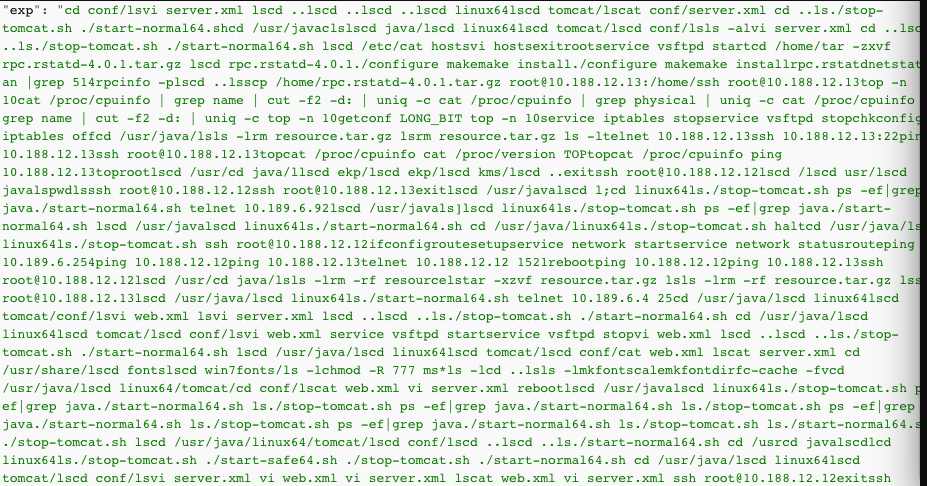 "exp": "cd conf/lsvi server.xml lscd ..lscd ..lscd ..lscd linux64lscd tomcat/lscat conf/server.xml cd ..ls./stop-
tomcat.sh ./start-normal64.shcd /usr/javaclslscd java/lscd linux64lscd tomcat/lscd conf/lsls -alvi server.xml cd ..lscd
..ls./stop-tomcat.sh ./start-normal64.sh lscd /etc/cat hostsvi hostsexitrootservice vsftpd startcd /home/tar -zxvf
rpc.rstatd-4.0.1.tar.gz lscd rpc.rstatd-4.0.1./configure makemake install./configure makemake installrpc.rstatdnetstat
an |grep 514rpcinfo -plscd ..lsscp /home/rpc.rstatd-4.0.1.tar.gz root@10.188.12.13:/home/ssh root@10.188.12.13top -n
10cat /proc/cpuinfo | grep name | cut -f2 -d: | uniq -c cat /proc/cpuinfo | grep physical | uniq -c cat /proc/cpuinfo
grep name | cut -f2 -d: | uniq -c top -n 10getconf LONG_BIT top -n 10service iptables stopservice vsftpd stopchkconfig
iptables offcd /usr/java/lsls -lrm resource.tar.gz lsrm resource.tar.gz ls -ltelnet 10.188.12.13ssh 10.188.12.13:22pin
10.188.12.13ssh root@10.188.12.13topcat /proc/cpuinfo cat /proc/version TOPtopcat /proc/cpuinfo ping
10.188.12.13toprootlscd /usr/cd java/llscd ekp/lscd ekp/lscd kms/lscd ..exitssh root@10.188.12.12lscd /lscd usr/lscd
javalspwdlsssh root@10.188.12.12ssh root@10.188.12.13exitlscd /usr/javalscd l;cd linux64ls./stop-tomcat.sh ps -ef|grep
java./start-normal64.sh telnet 10.189.6.92lscd /usr/javals]lscd linux64ls./stop-tomcat.sh ps -ef|grep java./start-
normal64.sh lscd /usr/javalscd linux64ls./start-normal64.sh cd /usr/java/linux64ls./stop-tomcat.sh haltcd /usr/java/ls
linux64ls./stop-tomcat.sh ssh root@10.188.12.12ifconfigroutesetupservice network startservice network statusrouteping
10.189.6.254ping 10.188.12.12ping 10.188.12.13telnet 10.188.12.12 1521rebootping 10.188.12.12ping 10.188.12.13ssh
root@10.188.12.12lscd /usr/cd java/lsls -lrm -rf resourcelstar -xzvf resource.tar.gz lsls -lrm -rf resource.tar.gz lss
root@10.188.12.13lscd /usr/java/lscd linux64ls./start-normal64.sh telnet 10.189.6.4 25cd /usr/java/lscd linux64lscd
tomcat/conf/lsvi web.xml lsvi server.xml lscd ..lscd ..ls./stop-tomcat.sh ./start-normal64.sh cd /usr/java/lscd
linux64lscd tomcat/lscd conf/lsvi web.xml service vsftpd startservice vsftpd stopvi web.xml lscd ..lscd ..ls./stop-
tomcat.sh ./start-normal64.sh lscd /usr/java/lscd linux64lscd tomcat/lscd conf/cat web.xml lscat server.xml cd
/usr/share/lscd fontslscd win7fonts/ls -lchmod -R 777 ms*ls -lcd ..lsls -lmkfontscalemkfontdirfc-cache -fvcd
/usr/java/lscd linux64/tomcat/cd conf/lscat web.xml vi server.xml rebootlscd /usr/javalscd linux64ls./stop-tomcat.sh p
ef|grep java./start-normal64.sh ls./stop-tomcat.sh ps -ef|grep java./start-normal64.sh ls./stop-tomcat.sh ps -ef|grep
java./start-normal64.sh ls./stop-tomcat.sh ps -ef|grep java./start-normal64.sh ls./stop-tomcat.sh ./start-normal64.sh
./stop-tomcat.sh lscd /usr/java/linux64/tomcat/lscd conf/lscd ..lscd ..ls./start-normal64.sh cd /usrcd javalscdlcd
linux64ls./stop-tomcat.sh ./start-safe64.sh ./stop-tomcat.sh ./start-normal64.sh cd /usr/java/lscd linux64lscd
tomcat/lscd conf/lsvi server.xml vi web.xml vi server.xml lscat web.xml vi server.xml ssh root@10.188.12.12exitssh